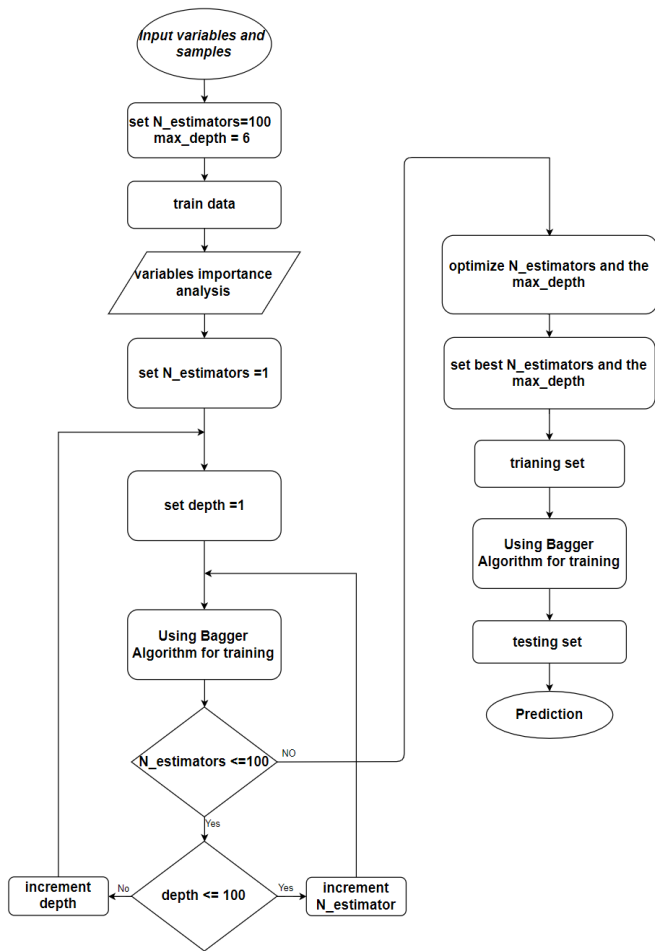 Input variables and
samples
set N_estimators=100
max_depth = 6
train data
variables importance
analysis
set N_estimators =1
set depth =1
Using Bagger
Algorithm for training
N_estimators <=100
NO
Yes
depth <= 100
No
Yes
increment
depth
increment
N_estimator
optimize N_estimators and the
max_depth
set best N_estimators and the
max_depth
trianing set
Using Bagger
Algorithm for training
testing set
Prediction